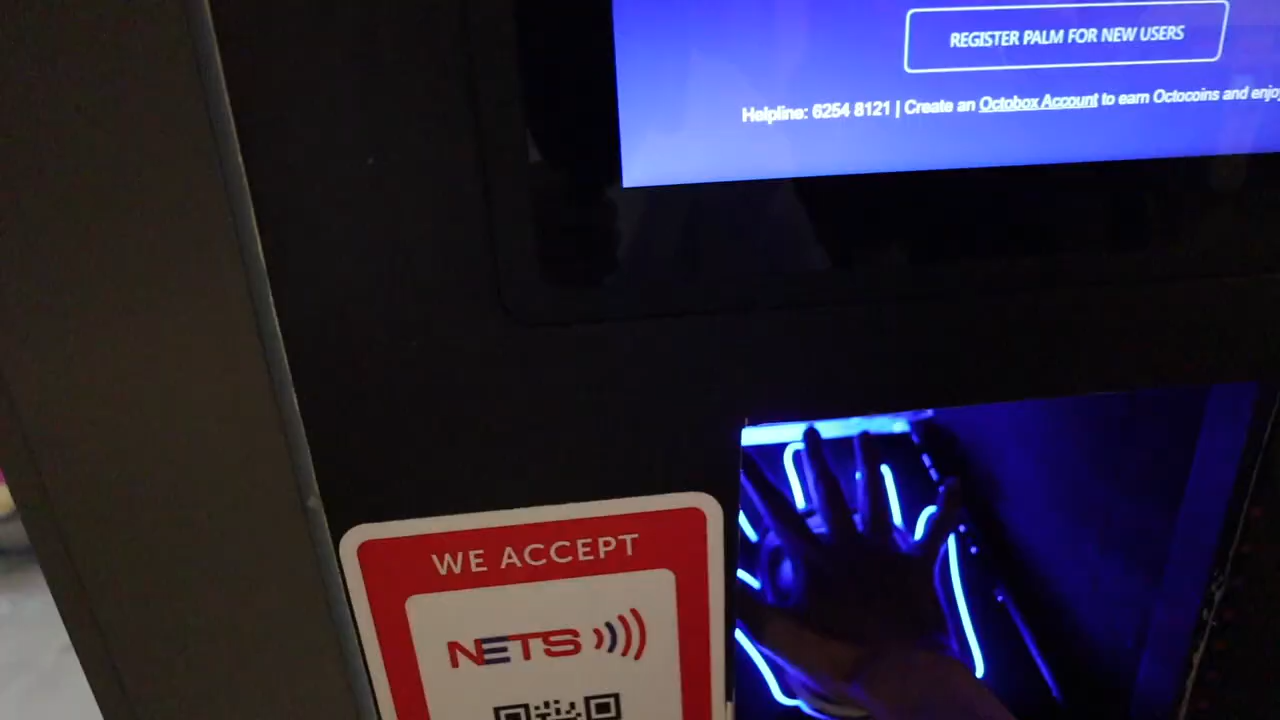 REGISTER PALM FOR NEW USERS
Helpline: 6254 8121 | Create an Octobox Account to earn Octocoins and enjoy
WE ACCEPT
NETS